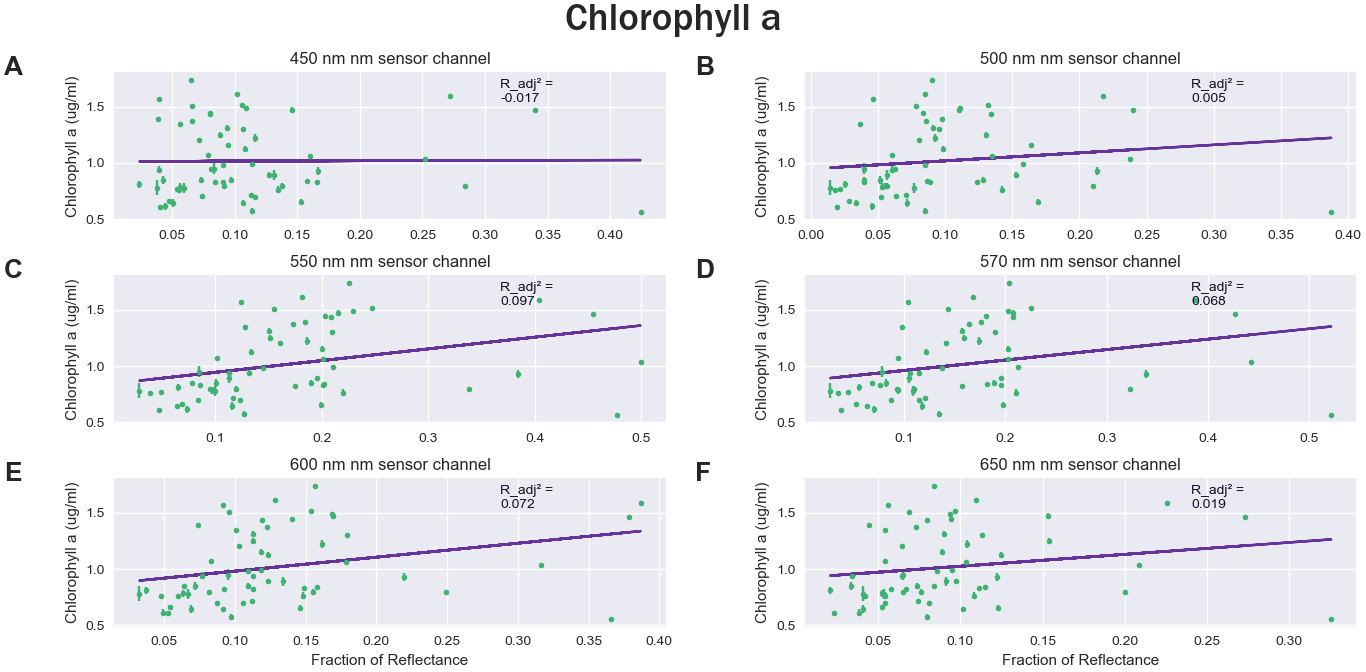 Chlorophyll a
A
450 nm nm sensor channel
Chlorophyll a (ug/ml)
1.5
1.0
0.5
R_adj² =
-0.017
0.05 0.10 0.15 0.20 0.25 0.30 0.35 0.40
B
500 nm nm sensor channel
Chlorophyll a (ug/ml)
1.5
1.0
0.5
R_adj² =
0.005
0.00 0.05 0.10 0.15 0.20 0.25 0.30 0.35 0.40
C
550 nm nm sensor channel
Chlorophyll a (ug/ml)
1.5
1.0
0.5
R_adj² =
0.097
0.1 0.2 0.3 0.4 0.5
D
570 nm nm sensor channel
Chlorophyll a (ug/ml)
1.5
1.0
0.5
R_adj² =
0.068
0.1 0.2 0.3 0.4 0.5
E
600 nm nm sensor channel
Chlorophyll a (ug/ml)
1.5
1.0
0.5
R_adj² =
0.072
0.05 0.10 0.15 0.20 0.25 0.30 0.35 0.40
Fraction of Reflectance
F
650 nm nm sensor channel
Chlorophyll a (ug/ml)
1.5
1.0
0.5
R_adj² =
0.019
0.05 0.10 0.15 0.20 0.25 0.30
Fraction of Reflectance